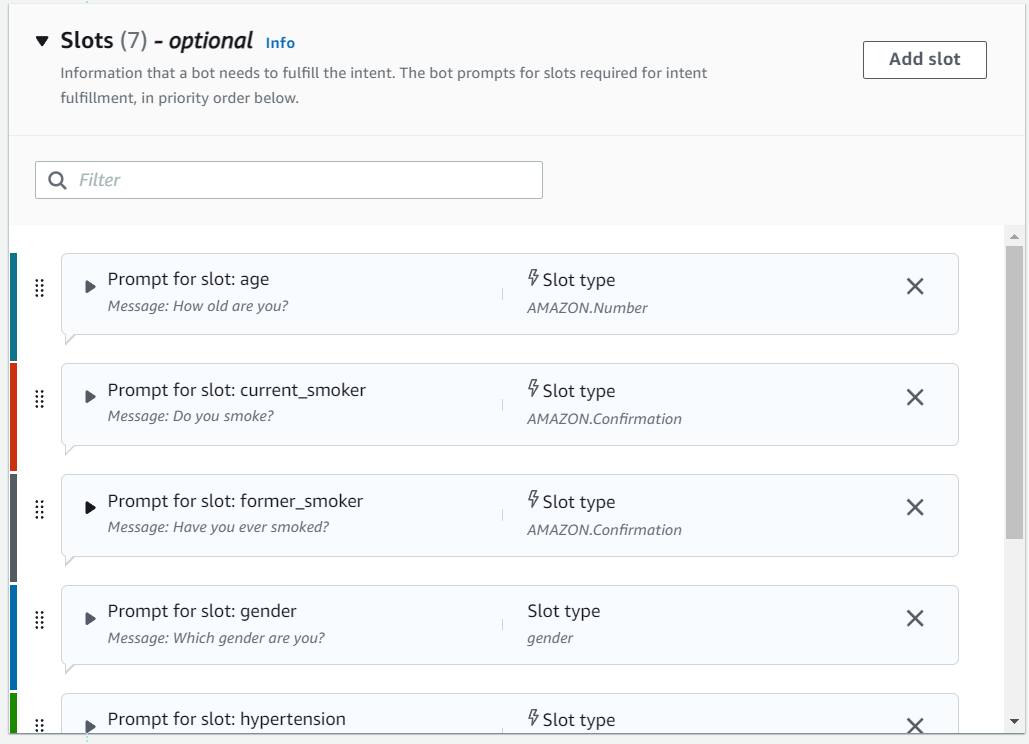 Slots (7) - optional Info
Add slot
Information that a bot needs to fulfill the intent. The bot prompts for slots required for intent
fulfillment, in priority order below.
Filter
Prompt for slot: age
Slot type
Message: How old are you?
AMAZON.Number
Prompt for slot: current_smoker
Slot type
Message: Do you smoke?
AMAZON.Confirmation
Prompt for slot: former_smoker
Slot type
Message: Have you ever smoked?
AMAZON.Confirmation
Prompt for slot: gender
Slot type
Message: Which gender are you?
gender
Prompt for slot: hypertension
Slot type